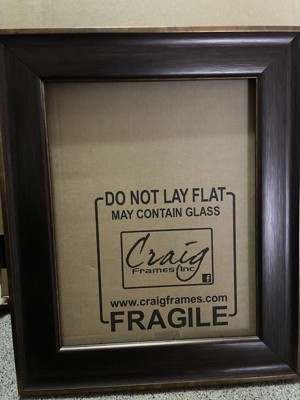 DO NOT LAY FLAT
MAY CONTAIN GLASS
Craig
Frames Inc
f
www.craigframes.com
FRAGILE